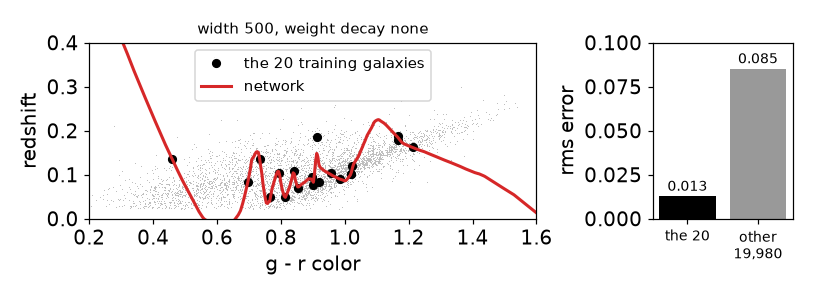 width 500, weight decay none
0.4
0.3
0.2
0.1
0.0
redshift
the 20 training galaxies
network
0.2 0.4 0.6 0.8 1.0 1.2 1.4 1.6
g - r color
0.100
0.075
0.050
0.025
0.000
rms error
0.085
0.013
the 20
other
19,980